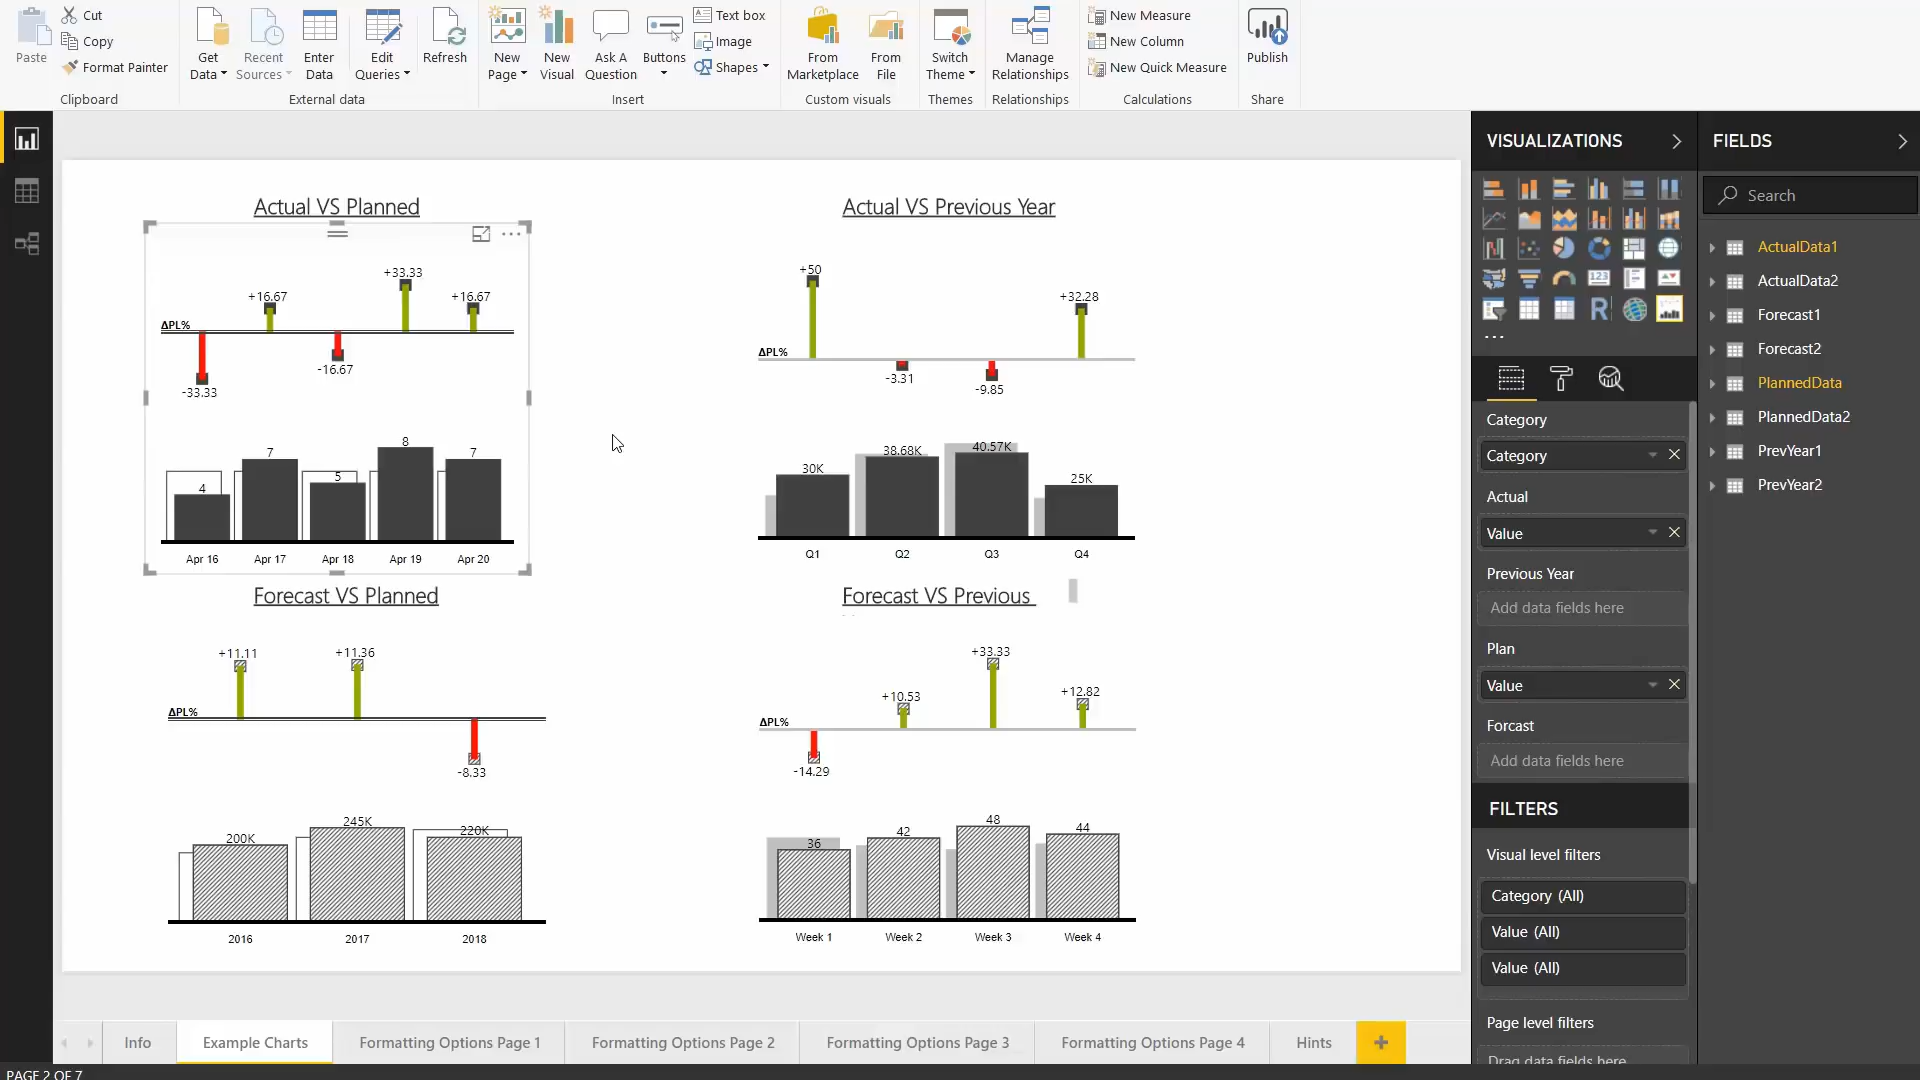 Paste
Cut
Copy
Format Painter
Clipboard
Get Data
Recent Sources
Enter Data
Edit Queries
Refresh
External data
New Page
New Visual
Ask A Question
Buttons
Text box
Image
Shapes
Insert
From Marketplace
From File
Custom visuals
Switch Theme
Themes
Manage Relationships
Relationships
New Measure
New Column
New Quick Measure
Calculations
Publish
Share
Actual VS Planned
+33.33
+16.67
+16.67
ΔPL%
-16.67
-33.33
8
7
7
5
4
Apr 16
Apr 17
Apr 18
Apr 19
Apr 20
Actual VS Previous Year
+50
+32.28
ΔPL%
-3.31
-9.85
30K
38.68K
40.57K
25K
Q1
Q2
Q3
Q4
Forecast VS Planned
+11.11
+11.36
ΔPL%
-8.33
200K
245K
220K
2016
2017
2018
Forecast VS Previous
+33.33
+10.53
+12.82
ΔPL%
-14.29
36
42
48
44
Week 1
Week 2
Week 3
Week 4
VISUALIZATIONS
R
123
...
Category
Category
Actual
Value
Previous Year
Add data fields here
Plan
Value
Forcast
Add data fields here
FILTERS
Visual level filters
Category (All)
Value (All)
Value (All)
Page level filters
Drag data fields here
FIELDS
Search
ActualData1
ActualData2
Forecast1
Forecast2
PlannedData
PlannedData2
PrevYear1
PrevYear2
Info
Example Charts
Formatting Options Page 1
Formatting Options Page 2
Formatting Options Page 3
Formatting Options Page 4
Hints
PAGE 2 OF 7